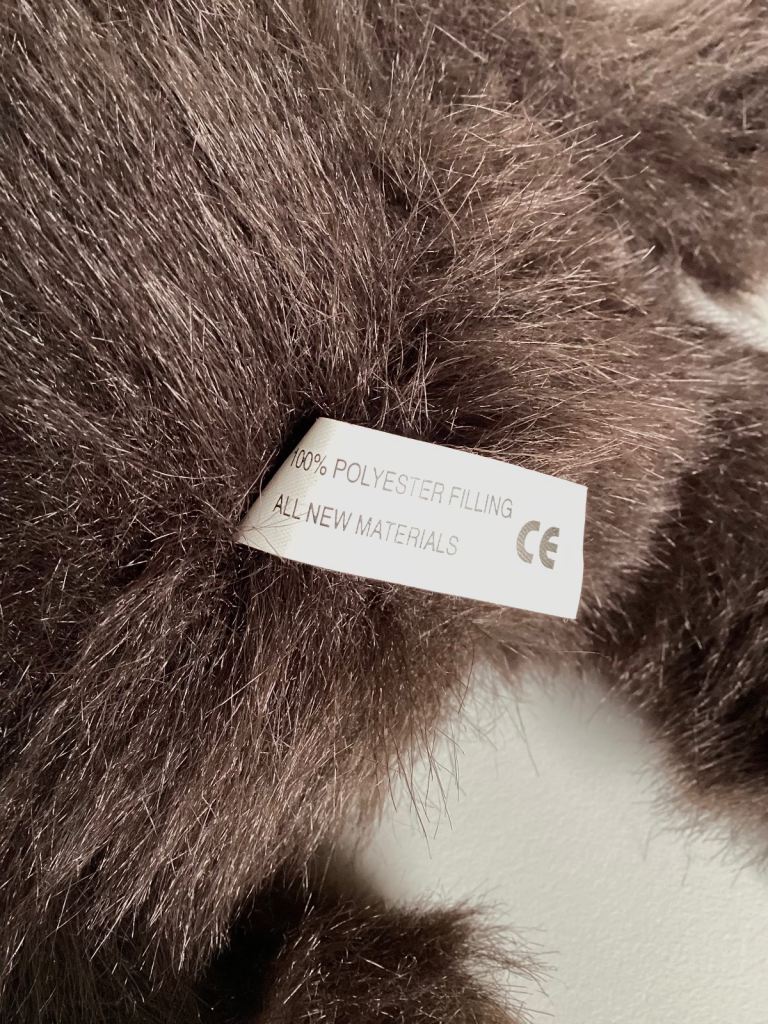 100% POLYESTER FILLING
ALL NEW MATERIALS
CE